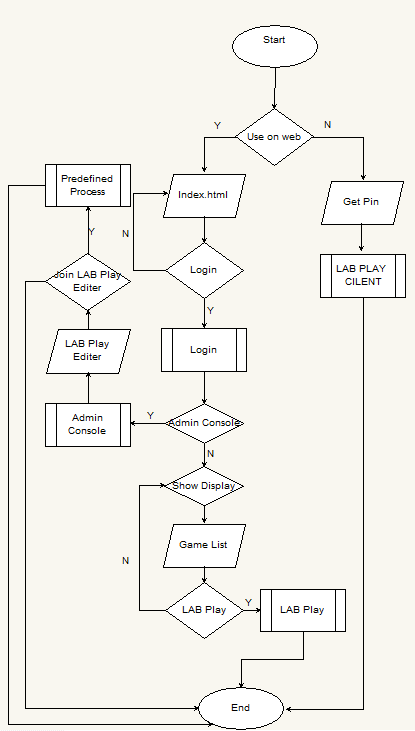 Start
Y
N
Use on web
Predefined
Process
Index.html
Get Pin
Y
N
Join LAB Play
Editer
Login
LAB PLAY
CILENT
Y
LAB Play
Editer
Login
Admin
Console
Y
Admin Console
N
Show Display
Game List
N
LAB Play
Y
LAB Play
End